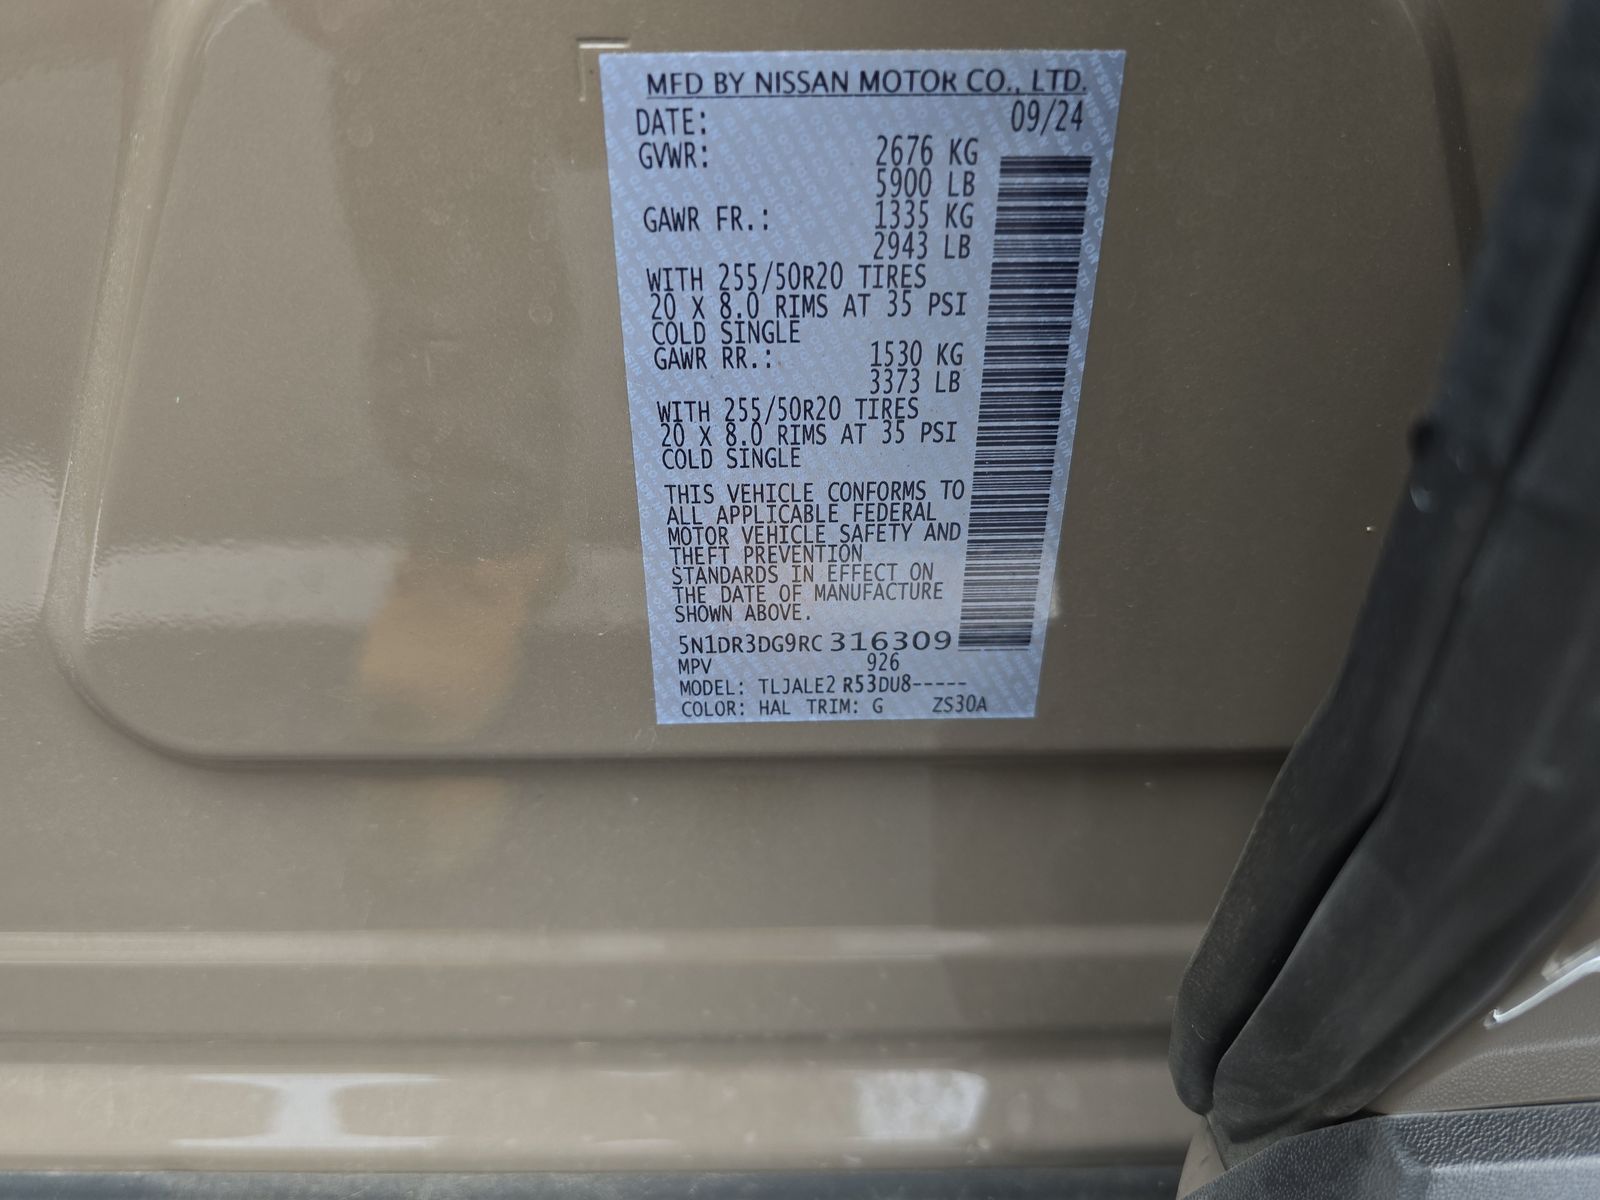 MFD BY NISSAN MOTOR CO., LTD.
DATE: 09/24
GVWR: 2676 KG
5900 LB
GAWR FR.: 1335 KG
2943 LB
WITH 255/50R20 TIRES
20 X 8.0 RIMS AT 35 PSI
COLD SINGLE
GAWR RR.: 1530 KG
3373 LB
WITH 255/50R20 TIRES
20 X 8.0 RIMS AT 35 PSI
COLD SINGLE
THIS VEHICLE CONFORMS TO
ALL APPLICABLE FEDERAL
MOTOR VEHICLE SAFETY AND
THEFT PREVENTION
STANDARDS IN EFFECT ON
THE DATE OF MANUFACTURE
SHOWN ABOVE.
5N1DR3DG9RC316309
MPV 926
MODEL: TLJALE2 R53DU8-----
COLOR: HAL TRIM: G ZS30A